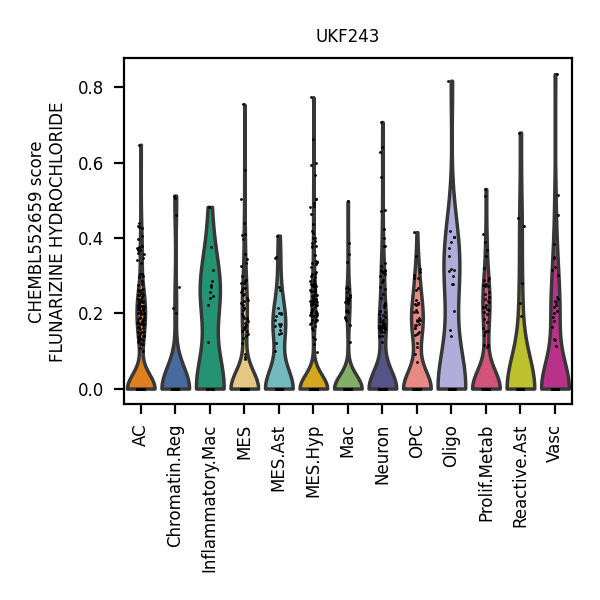 UKF243
CHEMBL552659 score
FLUNARIZINE HYDROCHLORIDE
0.8
0.6
0.4
0.2
0.0
AC
Chromatin.Reg
Inflammatory.Mac
MES
MES.Ast
MES.Hyp
Mac
Neuron
OPC
Oligo
Prolif.Metab
Reactive.Ast
Vasc